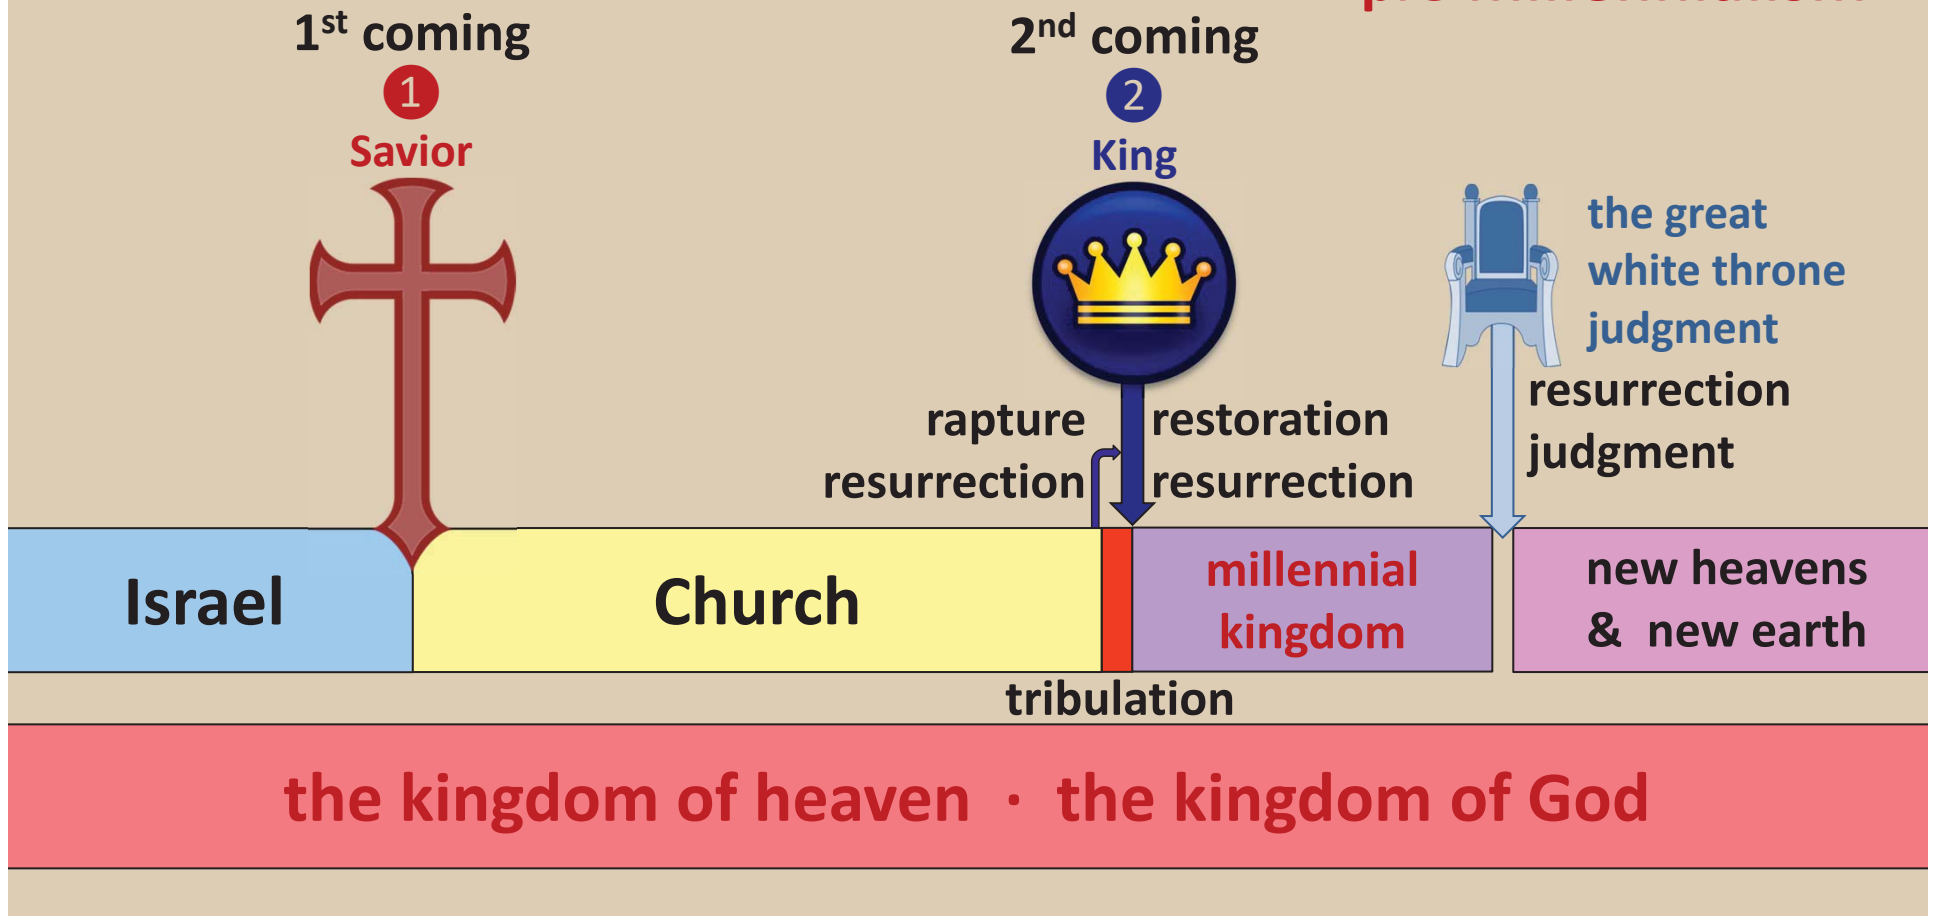 1st coming
1
Savior
2nd coming
2
King
the great
white throne
judgment
resurrection
judgment
rapture
resurrection
restoration
resurrection
Israel
Church
millennial
kingdom
new heavens
& new earth
tribulation
the kingdom of heaven · the kingdom of God